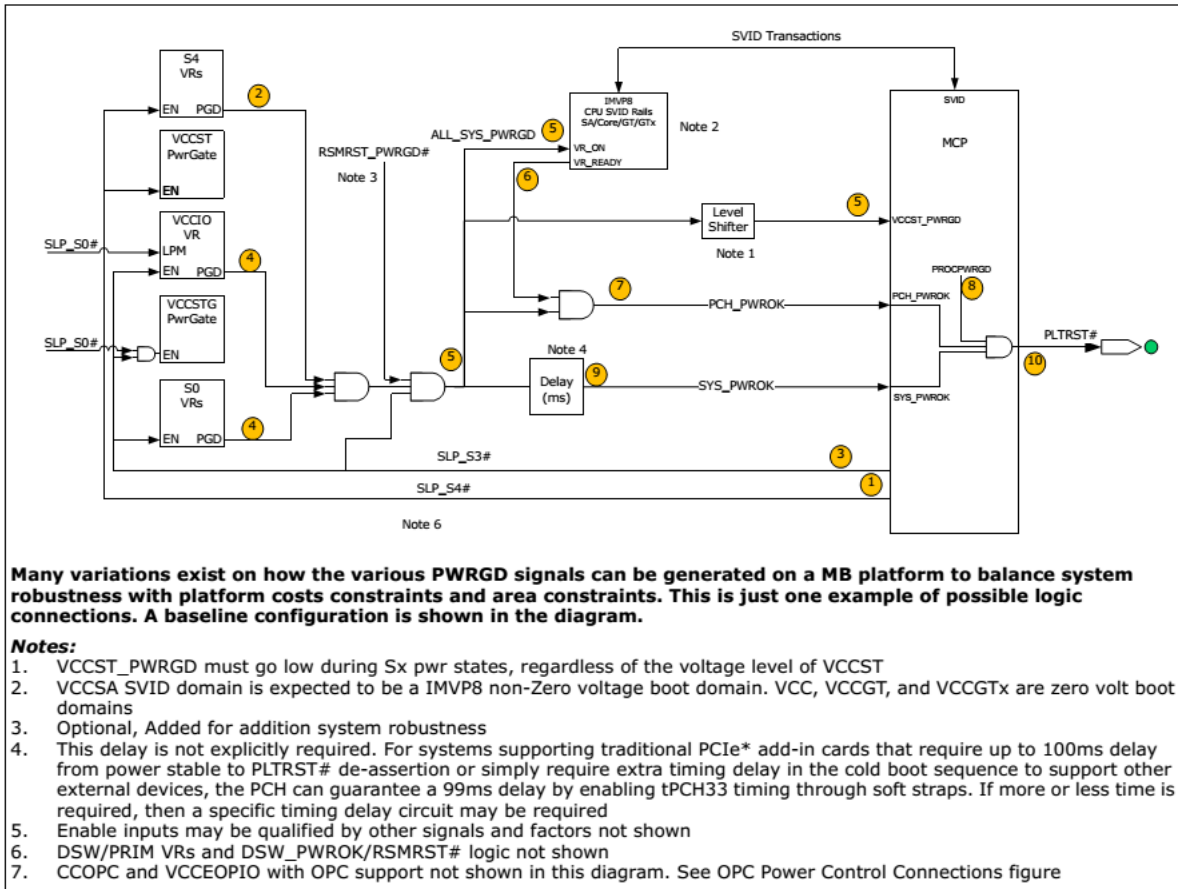 SVID Transactions
S4
VRs
EN PGD
2
VCCST
PwrGate
EN
VCCIO
VR
SLP_S0#
LPM
EN PGD
4
VCCSTG
PwrGate
SLP_S0#
EN
S0
VRs
EN PGD
4
RSMRST_PWRGD#
Note 3
ALL_SYS_PWRGD
5
IMVP8
CPU SVID Rails
SA/Core/GT/GTx
VR_ON
VR_READY
Note 2
6
Level
Shifter
Note 1
5
7
PCH_PWROK
5
Note 4
Delay
(ms)
9
SYS_PWROK
SVID
MCP
VCCST_PWRGD
PROCPWRGD
8
PCH_PWROK
SYS_PWROK
PLTRST#
10
SLP_S3#
3
SLP_S4#
1
Note 6
Many variations exist on how the various PWRGD signals can be generated on a MB platform to balance system
robustness with platform costs constraints and area constraints. This is just one example of possible logic
connections. A baseline configuration is shown in the diagram.
Notes:
1. VCCST_PWRGD must go low during Sx pwr states, regardless of the voltage level of VCCST
2. VCCSA SVID domain is expected to be a IMVP8 non-Zero voltage boot domain. VCC, VCCGT, and VCCGTx are zero volt boot
domains
3. Optional, Added for addition system robustness
4. This delay is not explicitly required. For systems supporting traditional PCIe* add-in cards that require up to 100ms delay
from power stable to PLTRST# de-assertion or simply require extra timing delay in the cold boot sequence to support other
external devices, the PCH can guarantee a 99ms delay by enabling tPCH33 timing through soft straps. If more or less time is
required, then a specific timing delay circuit may be required
5. Enable inputs may be qualified by other signals and factors not shown
6. DSW/PRIM VRs and DSW_PWROK/RSMRST# logic not shown
7. CCOPC and VCCEOPIO with OPC support not shown in this diagram. See OPC Power Control Connections figure